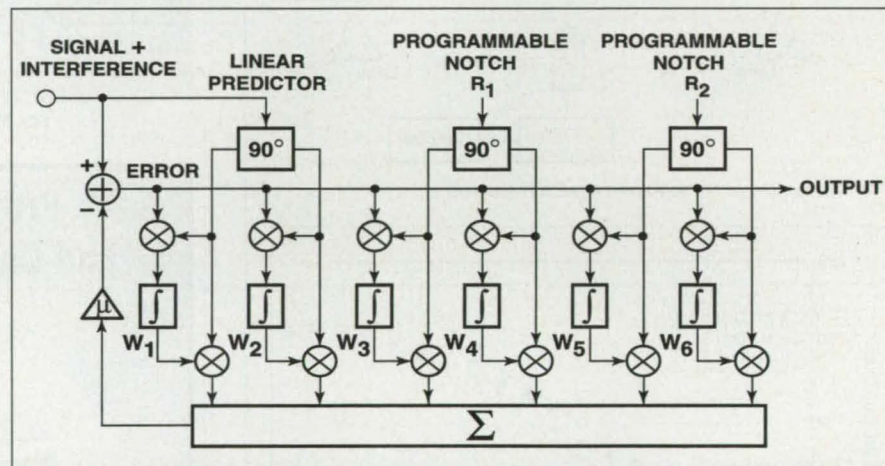 SIGNAL +
INTERFERENCE
LINEAR
PREDICTOR
PROGRAMMABLE
NOTCH
R1
PROGRAMMABLE
NOTCH
R2
90°
90°
90°
+
ERROR
−
OUTPUT
μ
∫
∫
∫
∫
∫
∫
W1
W2
W3
W4
W5
W6
Σ